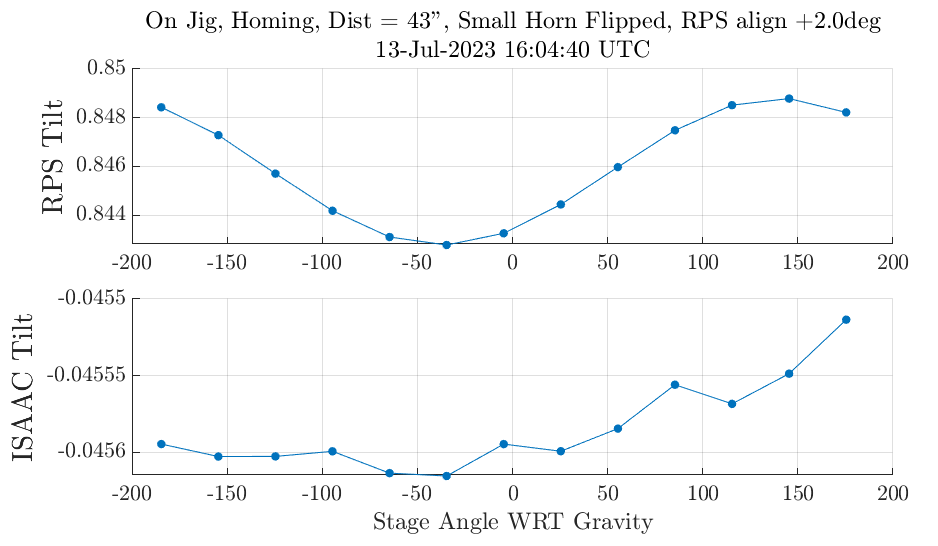 On Jig, Homing, Dist = 43”, Small Horn Flipped, RPS align +2.0deg
13-Jul-2023 16:04:40 UTC
RPS Tilt
0.85
0.848
0.846
0.844
-200 -150 -100 -50 0 50 100 150 200
ISAAC Tilt
-0.0455
-0.04555
-0.0456
-200 -150 -100 -50 0 50 100 150 200
Stage Angle WRT Gravity